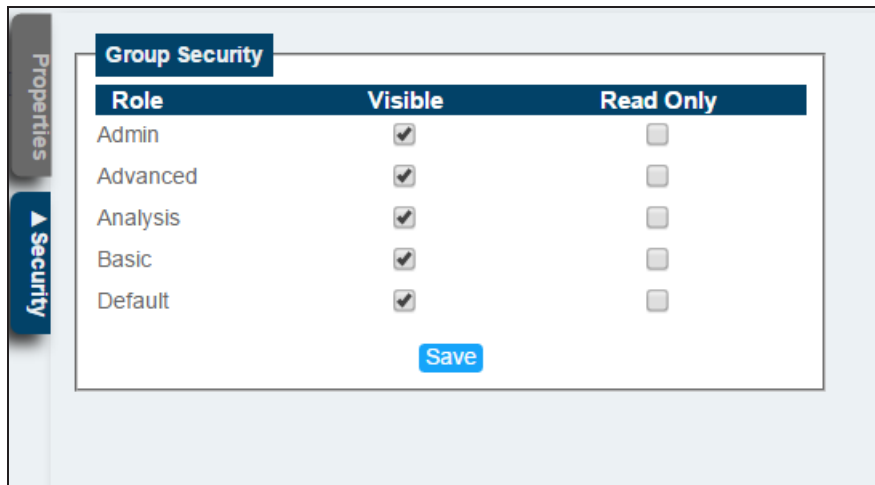 Properties
▲ Security
Group Security
Role Visible Read Only
Admin
Advanced
Analysis
Basic
Default
Save